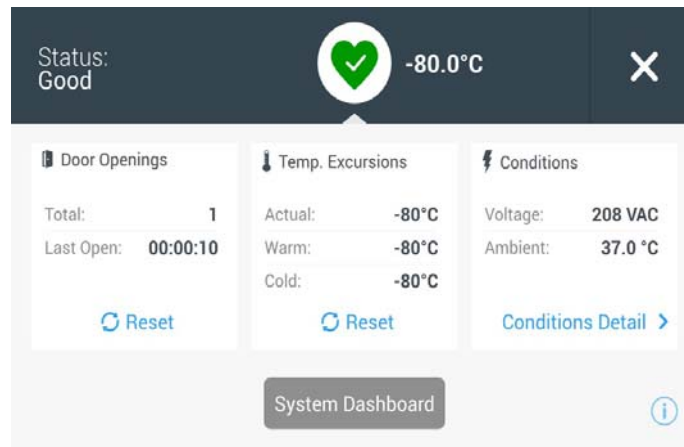 Status:
Good
-80.0°C
Door Openings
Total: 1
Last Open: 00:00:10
Reset
Temp. Excursions
Actual: -80°C
Warm: -80°C
Cold: -80°C
Reset
Conditions
Voltage: 208 VAC
Ambient: 37.0 °C
Conditions Detail >
System Dashboard
i